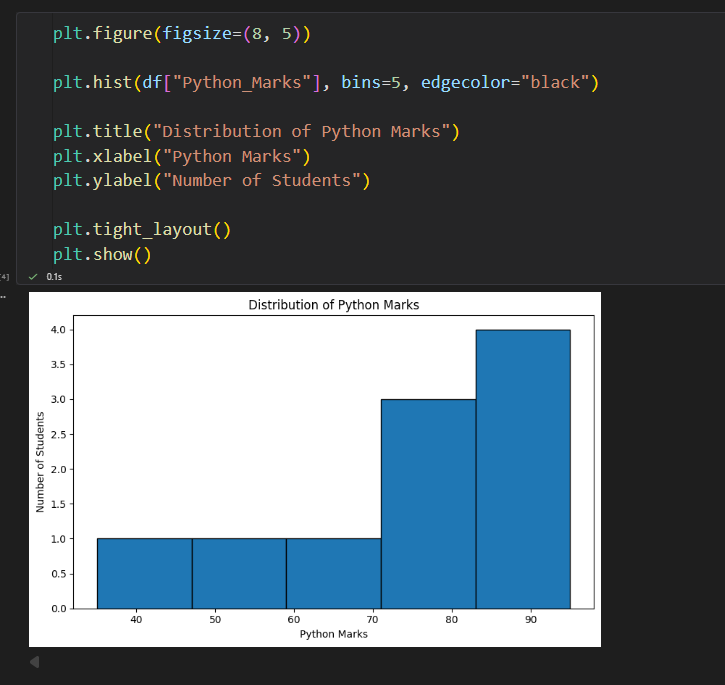 plt.figure(figsize=(8, 5))
plt.hist(df["Python_Marks"], bins=5, edgecolor="black")
plt.title("Distribution of Python Marks")
plt.xlabel("Python Marks")
plt.ylabel("Number of Students")
plt.tight_layout()
plt.show()
[4]
0.1s
Distribution of Python Marks
4.0
3.5
3.0
2.5
2.0
1.5
1.0
0.5
0.0
Number of Students
40 50 60 70 80 90
Python Marks